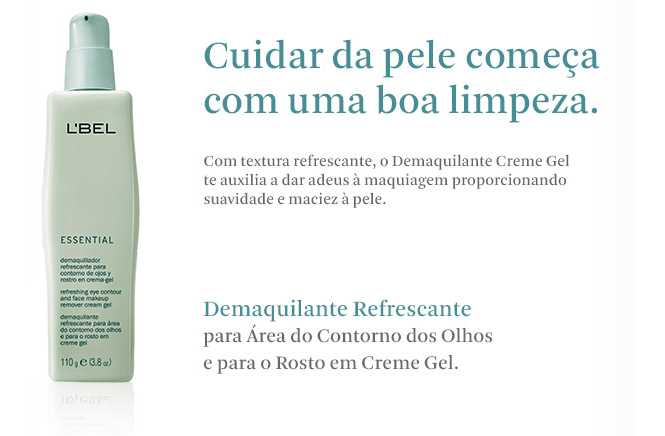 Cuidar da pele começa
com uma boa limpeza.
Com textura refrescante, o Demaquilante Creme Gel
te auxilia a dar adeus à maquiagem proporcionando
suavidade e maciez à pele.
Demaquilante Refrescante
para Área do Contorno dos Olhos
e para o Rosto em Creme Gel.
L'BEL
ESSENTIAL
demaquillador
refrescante para
contorno de ojos y
rostro en crema-gel
refreshing eye contour
and face makeup
remover cream gel
demaquilante
refrescante para área
do contorno dos olhos
e para o rosto em
creme gel
110 g e (3.8 oz)